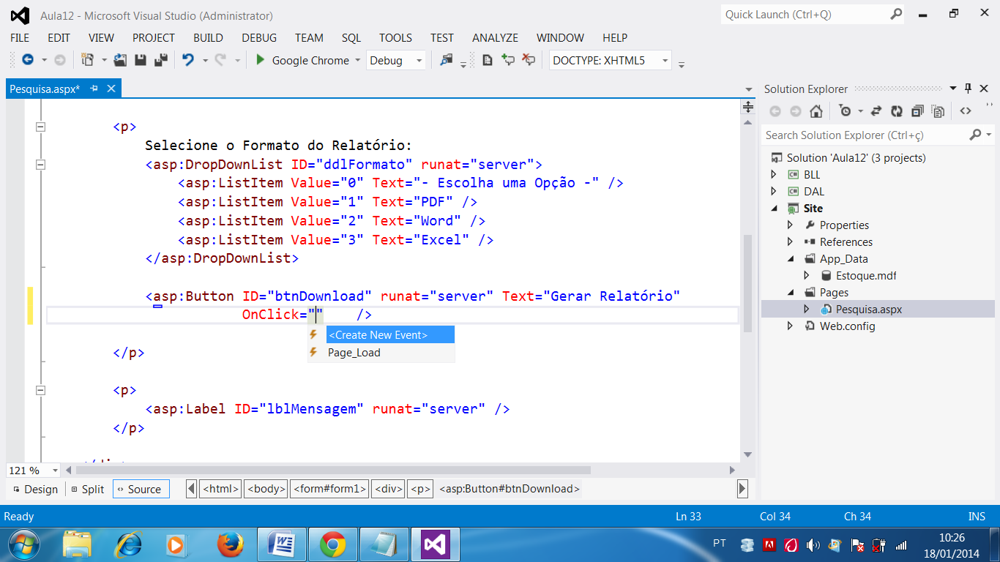 Aula12 - Microsoft Visual Studio (Administrator)
Quick Launch (Ctrl+Q)
FILE EDIT VIEW PROJECT BUILD DEBUG TEAM SQL TOOLS TEST ANALYZE WINDOW HELP
Google Chrome Debug DOCTYPE: XHTML5
Pesquisa.aspx*
<p>
Selecione o Formato do Relatório:
<asp:DropDownList ID="ddlFormato" runat="server">
<asp:ListItem Value="0" Text="- Escolha uma Opção -" />
<asp:ListItem Value="1" Text="PDF" />
<asp:ListItem Value="2" Text="Word" />
<asp:ListItem Value="3" Text="Excel" />
</asp:DropDownList>
<asp:Button ID="btnDownload" runat="server" Text="Gerar Relatório"
OnClick="" />
<Create New Event>
Page_Load
</p>
<p>
<asp:Label ID="lblMensagem" runat="server" />
</p>
121 %
Design Split Source <html> <body> <form#form1> <div> <p> <asp:Button#btnDownload>
Solution Explorer
Search Solution Explorer (Ctrl+ç)
Solution 'Aula12' (3 projects)
BLL
DAL
Site
Properties
References
App_Data
Estoque.mdf
Pages
Pesquisa.aspx
Web.config
Ready Ln 33 Col 34 Ch 34 INS
PT
10:26
18/01/2014